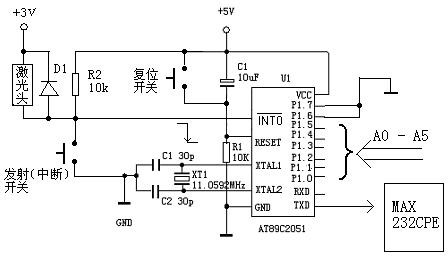 +3V
+5V
激光头
D1
R2
10k
复位
开关
C1
10uF
U1
VCC
P1.7
P1.6
P1.5
P1.4
P1.3
P1.2
P1.1
P1.0
RXD
TXD
INT0
RESET
XTAL1
XTAL2
GND
A0 - A5
R1
10K
C1 30p
XT1
11.0592MHz
C2 30p
发射(中断)
开关
GND
AT89C2051
MAX
232CPE